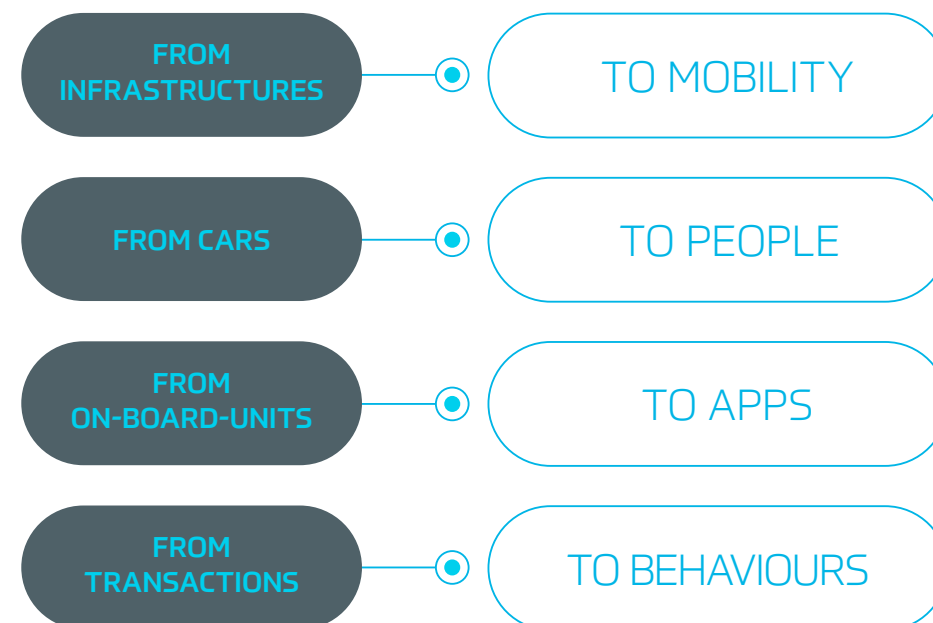 FROM
INFRASTRUCTURES
TO MOBILITY
FROM CARS
TO PEOPLE
FROM
ON-BOARD-UNITS
TO APPS
FROM
TRANSACTIONS
TO BEHAVIOURS